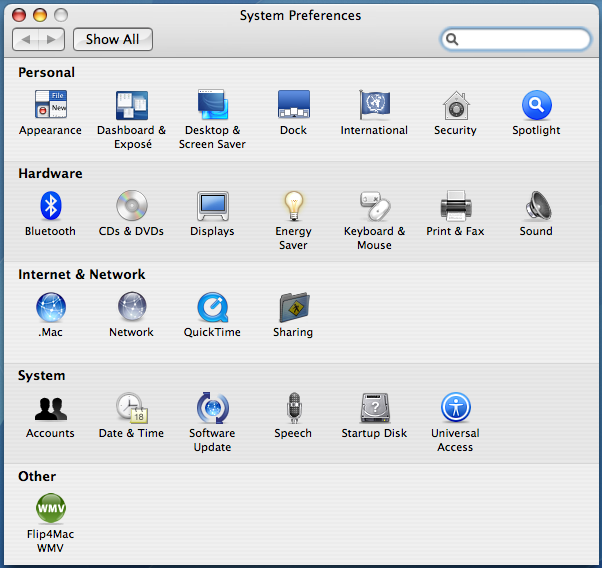 System Preferences
Show All
Personal
File
New
Appearance
Dashboard &
Exposé
Desktop &
Screen Saver
Dock
International
Security
Spotlight
Hardware
Bluetooth
CDs & DVDs
Displays
Energy
Saver
Keyboard &
Mouse
Print & Fax
Sound
Internet & Network
.Mac
Network
QuickTime
Sharing
System
18
?
Accounts
Date & Time
Software
Update
Speech
Startup Disk
Universal
Access
Other
WMV
Flip4Mac
WMV